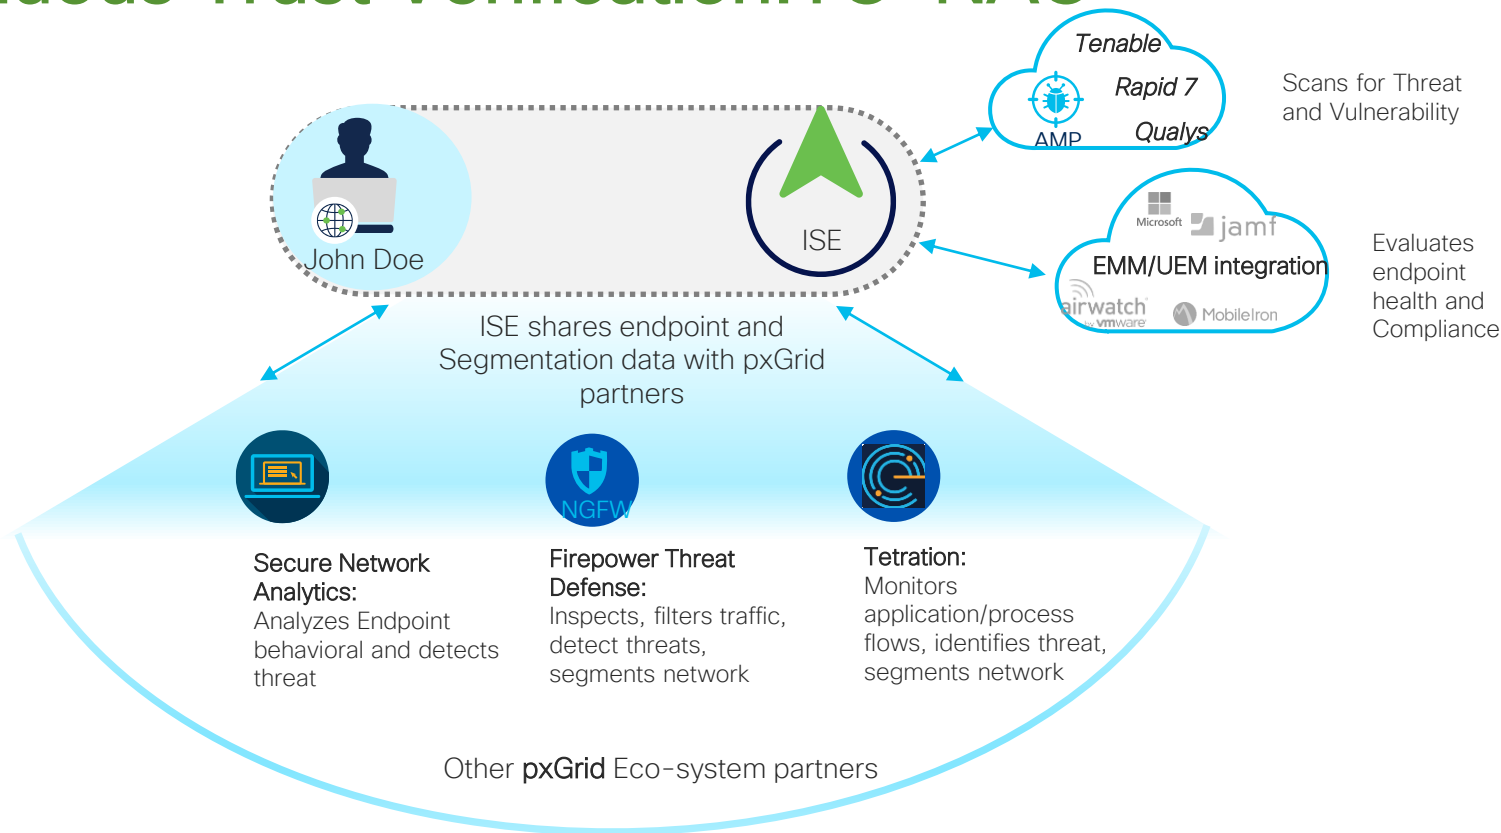 Trust Verification:
Tenable
Rapid 7
Qualys
AMP
Scans for Threat
and Vulnerability
John Doe
ISE
Microsoft
jamf
EMM/UEM integration
airwatch
by vmware
MobileIron
Evaluates
endpoint
health and
Compliance
ISE shares endpoint and
Segmentation data with pxGrid
partners
NGFW
Secure Network
Analytics:
Analyzes Endpoint
behavioral and detects
threat
Firepower Threat
Defense:
Inspects, filters traffic,
detect threats,
segments network
Tetration:
Monitors
application/process
flows, identifies threat,
segments network
Other pxGrid Eco-system partners